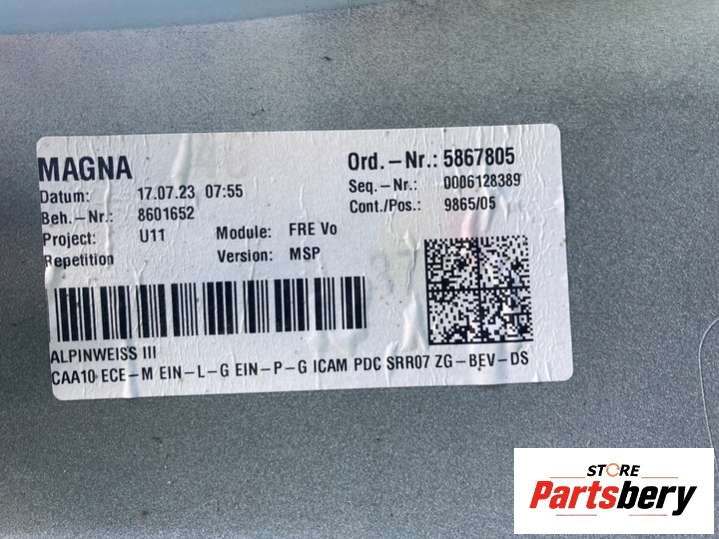 MAGNA
Ord.-Nr.: 5867805
Datum: 17.07.23 07:55
Seq.-Nr.: 0006128389
Beh.-Nr.: 8601652
Cont./Pos.: 9865/05
Project: U11 Module: FRE Vo
Repetition Version: MSP
ALPINWEISS III
CAA10 ECE-M EIN-L-G EIN-P-G ICAM PDC SRR07 ZG-BEV-DS
STORE
Partsbery